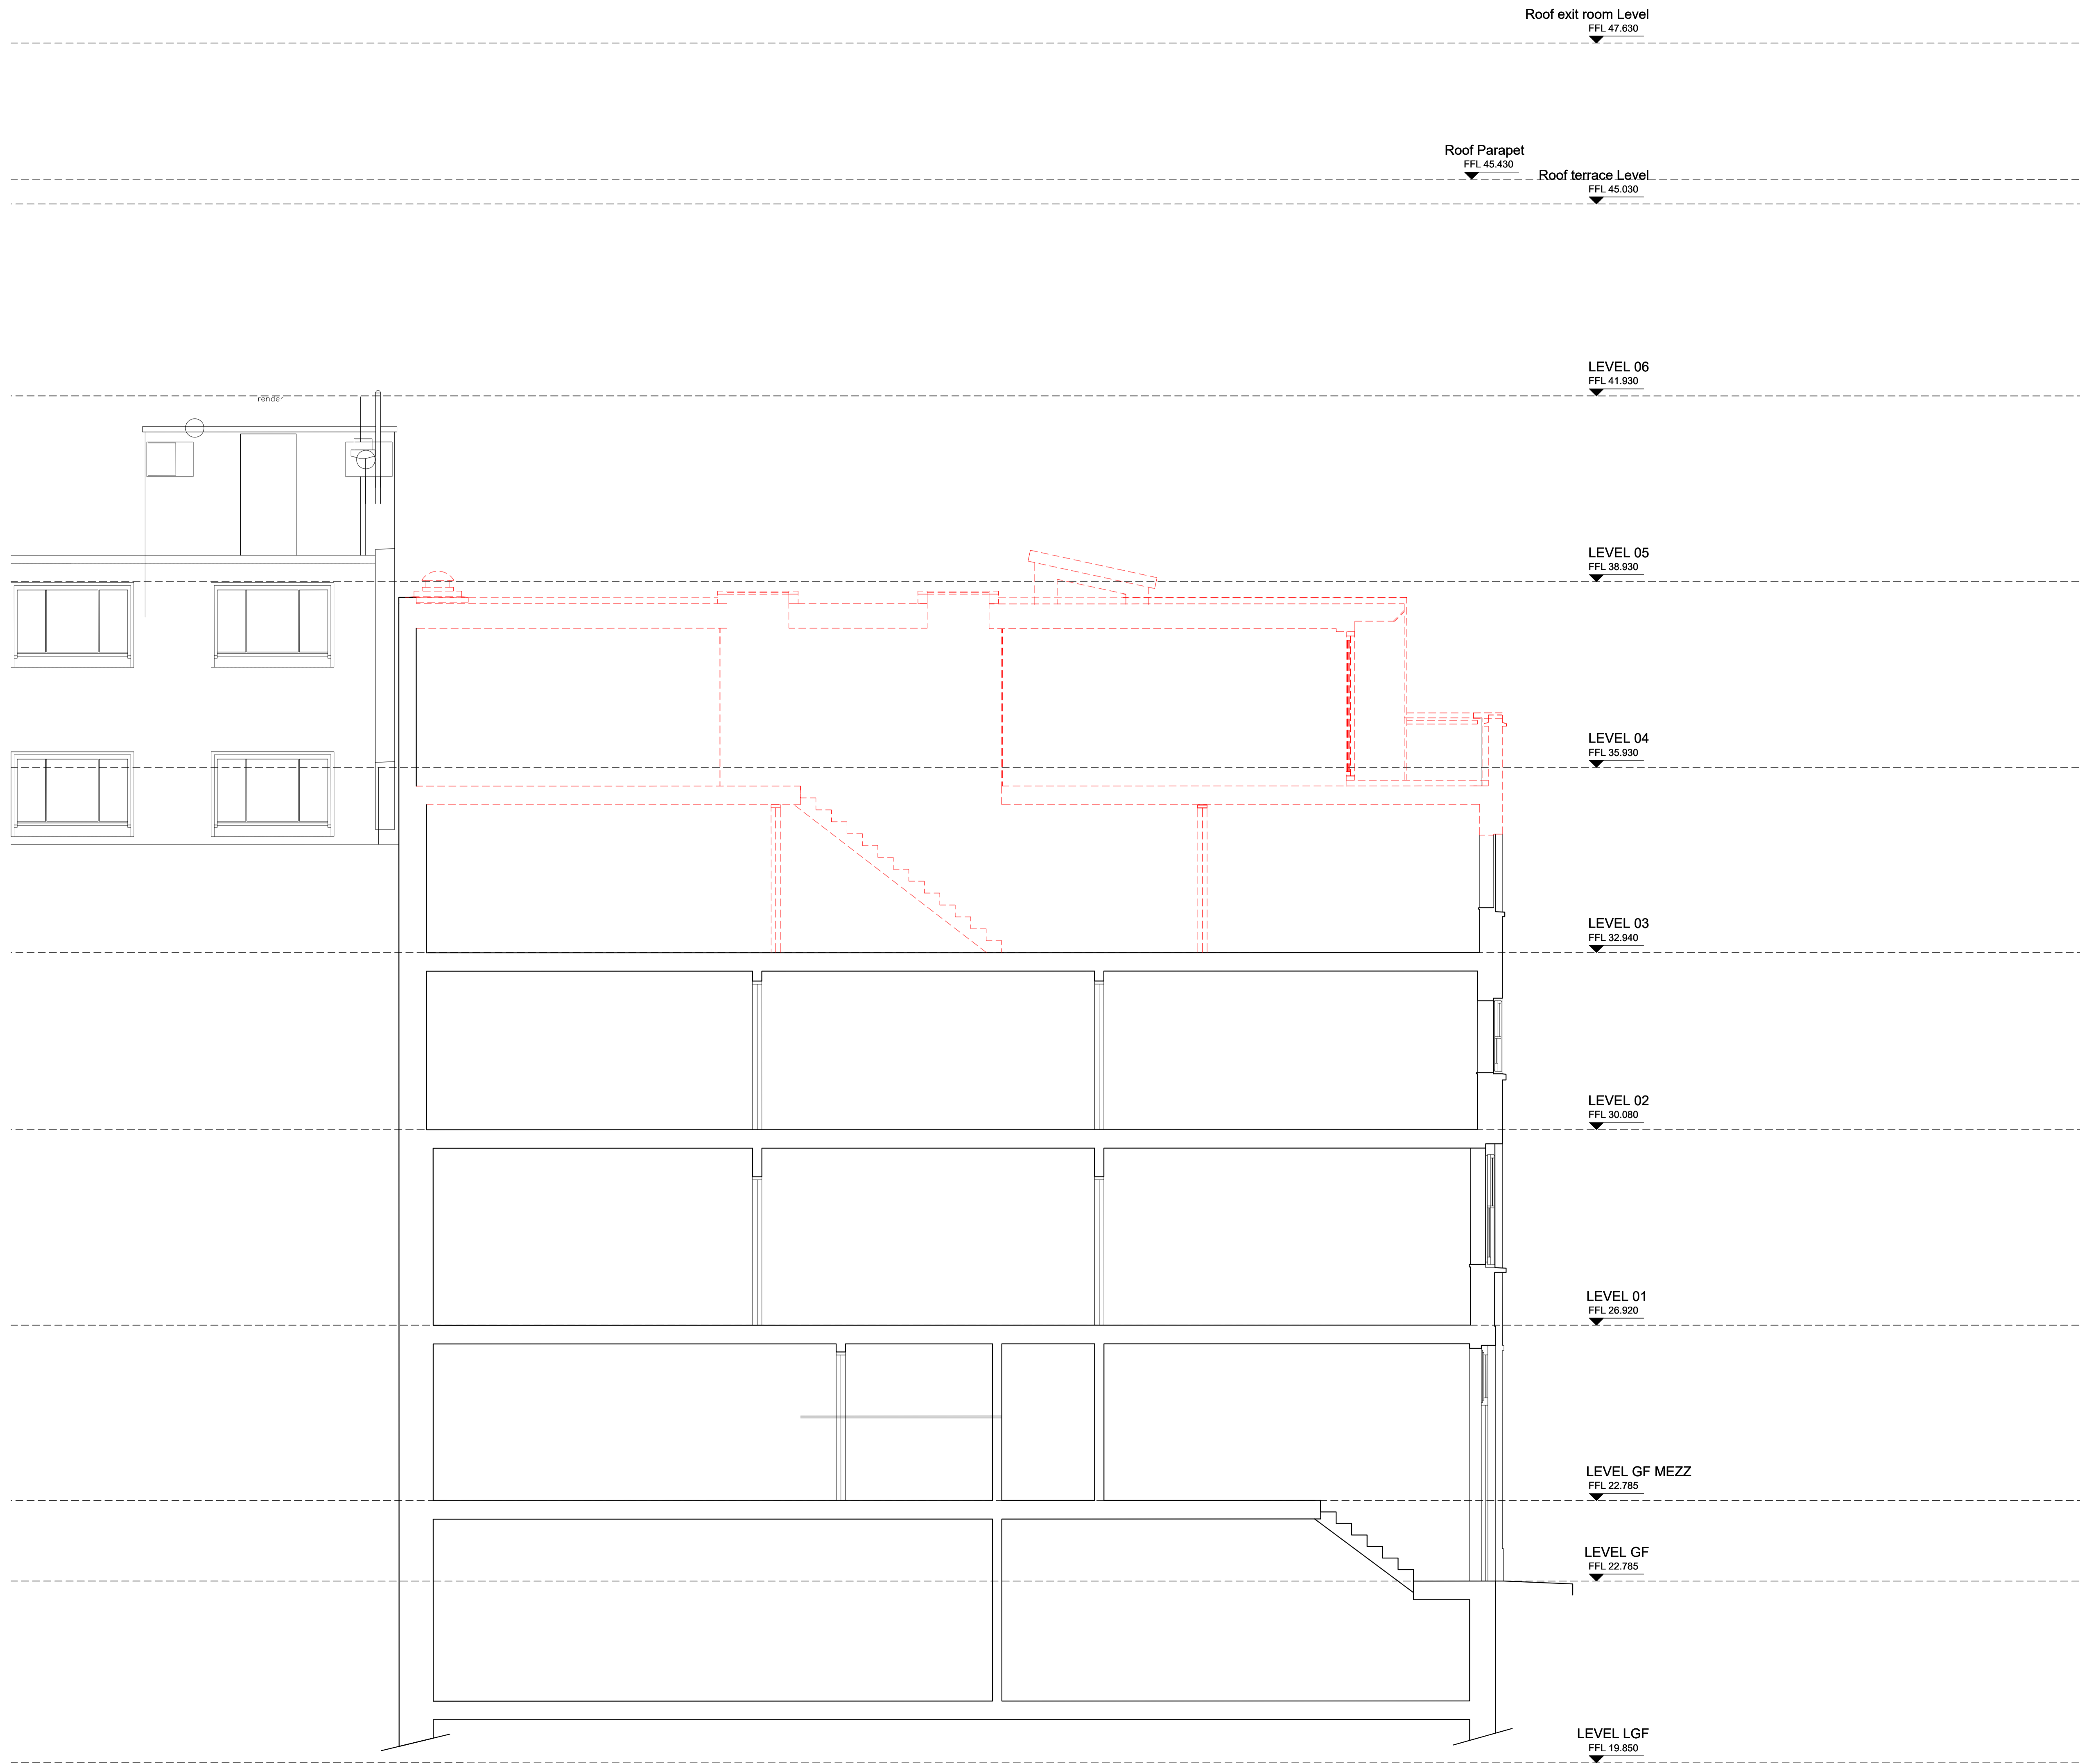 Roof exit room Level
FFL 47.630
Roof Parapet
FFL 45.430
Roof terrace Level
FFL 45.030
LEVEL 06
FFL 41.930
render
LEVEL 05
FFL 38.930
LEVEL 04
FFL 35.930
LEVEL 03
FFL 32.940
LEVEL 02
FFL 30.080
LEVEL 01
FFL 26.920
LEVEL GF MEZZ
FFL 22.785
LEVEL GF
FFL 22.785
LEVEL LGF
FFL 19.850